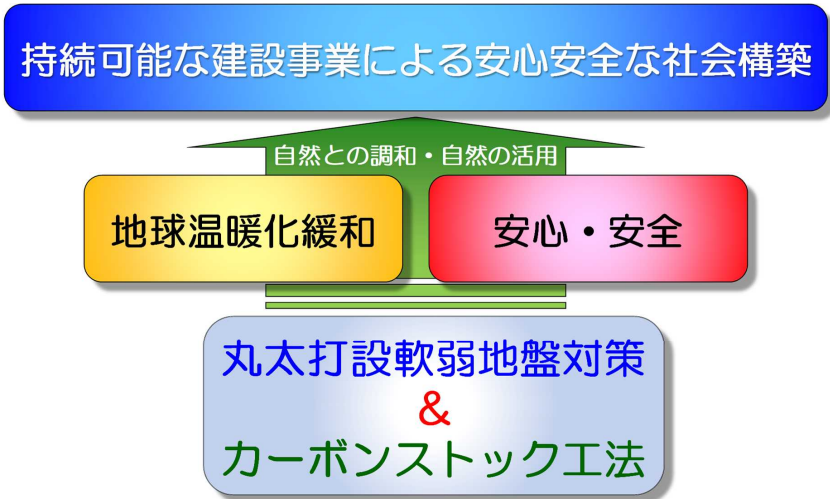 持続可能な建設事業による安心安全な社会構築
自然との調和・自然の活用
地球温暖化緩和
安心・安全
丸太打設軟弱地盤対策
&
カーボンストック工法